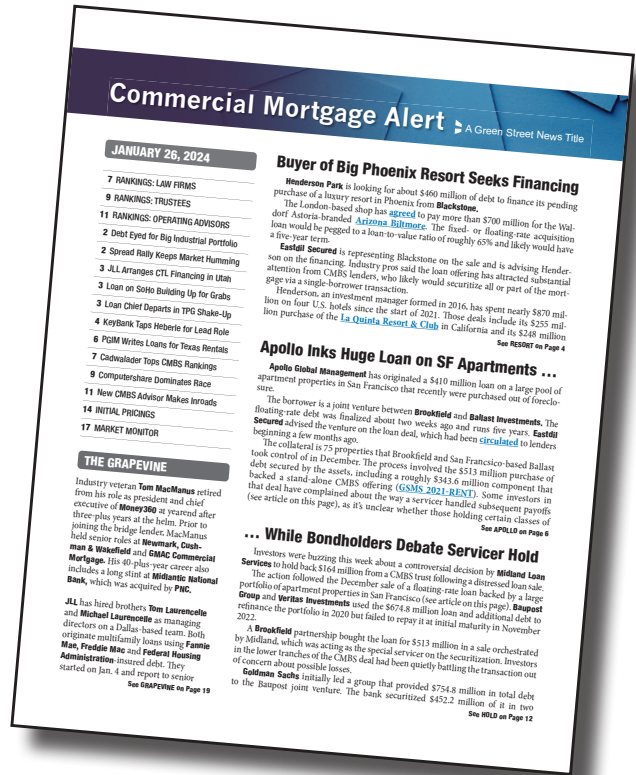 Commercial Mortgage Alert
A Green Street News Title
JANUARY 26, 2024
7 RANKINGS: LAW FIRMS
9 RANKINGS: TRUSTEES
11 RANKINGS: OPERATING ADVISORS
2 Debt Eyed for Big Industrial Portfolio
2 Spread Rally Keeps Market Humming
3 JLL Arranges CTL Financing in Utah
3 Loan on SoHo Building Up for Grabs
3 Loan Chief Departs in TPG Shake-Up
4 KeyBank Taps Heberle for Lead Role
6 PGIM Writes Loans for Texas Rentals
7 Cadwalader Tops CMBS Rankings
9 Computershare Dominates Race
11 New CMBS Advisor Makes Inroads
14 INITIAL PRICINGS
17 MARKET MONITOR
THE GRAPEVINE
Industry veteran Tom MacManus retired
from his role as president and chief
executive of Money360 at yearend after
three-plus years at the helm. Prior to
joining the bridge lender, MacManus
held senior roles at Newmark, Cush-
man & Wakefield and GMAC Commercial
Mortgage. His 40-plus-year career also
includes a long stint at Midlantic National
Bank, which was acquired by PNC.
JLL has hired brothers Tom Laurencelle
and Michael Laurencelle as managing
directors on a Dallas-based team. Both
originate multifamily loans using Fannie
Mae, Freddie Mac and Federal Housing
Administration-insured debt. They
started on Jan. 4 and report to senior
See GRAPEVINE on Page 19
Buyer of Big Phoenix Resort Seeks Financing
Henderson Park is looking for about $460 million of debt to finance its pending
purchase of a luxury resort in Phoenix from Blackstone.
The London-based shop has agreed to pay more than $700 million for the Wal-
dorf Astoria-branded Arizona Biltmore. The fixed- or floating-rate acquisition
loan would be pegged to a loan-to-value ratio of roughly 65% and likely would have
a five-year term.
Eastdil Secured is representing Blackstone on the sale and is advising Hender-
son on the financing. Industry pros said the loan offering has attracted substantial
attention from CMBS lenders, who likely would securitize all or part of the mort-
gage via a single-borrower transaction.
Henderson, an investment manager formed in 2016, has spent nearly $870 mil-
lion on four U.S. hotels since the start of 2021. Those deals include its $255 mil-
lion purchase of the La Quinta Resort & Club in California and its $248 million
See RESORT on Page 4
Apollo Inks Huge Loan on SF Apartments ...
Apollo Global Management has originated a $410 million loan on a large pool of
apartment properties in San Francisco that recently were purchased out of foreclo-
sure.
The borrower is a joint venture between Brookfield and Ballast Investments. The
floating-rate debt was finalized about two weeks ago and runs five years. Eastdil
Secured advised the venture on the loan deal, which had been circulated to lenders
beginning a few months ago.
The collateral is 75 properties that Brookfield and San Francsico-based Ballast
took control of in December. The process involved the $513 million purchase of
debt secured by the assets, including a roughly $343.6 million component that
backed a stand-alone CMBS offering (GSMS 2021-RENT). Some investors in
that deal have complained about the way a servicer handled subsequent payoffs
(see article on this page), as it's unclear whether those holding certain classes of
See APOLLO on Page 6
... While Bondholders Debate Servicer Hold
Investors were buzzing this week about a controversial decision by Midland Loan
Services to hold back $164 million from a CMBS trust following a distressed loan sale.
The action followed the December sale of a floating-rate loan backed by a large
portfolio of apartment properties in San Francisco (see article on this page). Baupost
Group and Veritas Investments used the $674.8 million loan and additional debt to
refinance the portfolio in 2020 but failed to repay it at initial maturity in November
2022.
A Brookfield partnership bought the loan for $513 million in a sale orchestrated
by Midland, which was acting as the special servicer on the securitization. Investors
in the lower tranches of the CMBS deal had been quietly battling the transaction out
of concern about possible losses.
Goldman Sachs initially led a group that provided $754.8 million in total debt
to the Baupost joint venture. The bank securitized $452.2 million of it in two
See HOLD on Page 12